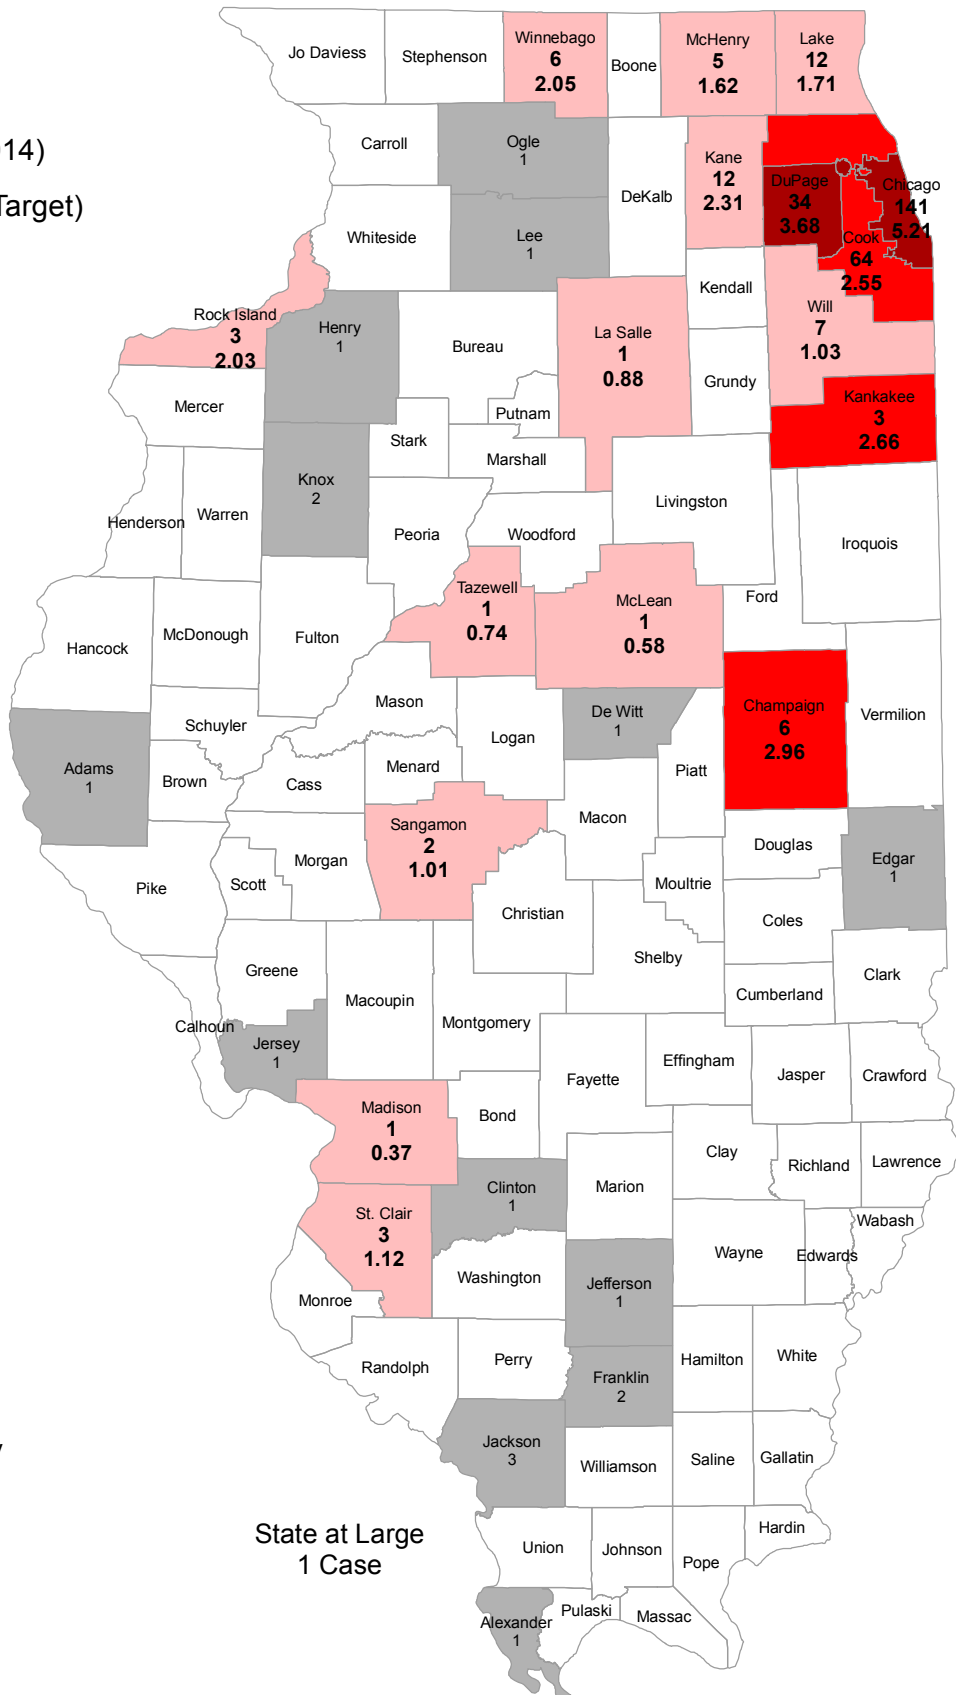 Jo Daviess
Stephenson
Winnebago
6
2.05
Boone
McHenry
5
1.62
Lake
12
1.71
14)
Target)
Carroll
Ogle
1
DeKalb
Kane
12
2.31
DuPage
34
3.68
Chicago
141
5.21
Cook
64
2.55
Whiteside
Lee
1
Kendall
Rock Island
3
2.03
Henry
1
Bureau
La Salle
1
0.88
Will
7
1.03
Grundy
Kankakee
3
2.66
Mercer
Putnam
Stark
Marshall
Knox
2
Henderson
Warren
Peoria
Woodford
Livingston
Iroquois
Ford
Tazewell
1
0.74
McLean
1
0.58
Hancock
McDonough
Fulton
Mason
Schuyler
Logan
De Witt
1
Champaign
6
2.96
Vermilion
Adams
1
Brown
Cass
Menard
Piatt
Macon
Sangamon
2
1.01
Douglas
Edgar
1
Pike
Scott
Morgan
Christian
Moultrie
Coles
Shelby
Greene
Macoupin
Montgomery
Cumberland
Clark
Calhoun
Jersey
1
Fayette
Effingham
Jasper
Crawford
Madison
1
0.37
Bond
Clay
Richland
Lawrence
Clinton
1
Marion
St. Clair
3
1.12
Wayne
Edwards
Wabash
Washington
Jefferson
1
Monroe
Randolph
Perry
Franklin
2
Hamilton
White
Jackson
3
Williamson
Saline
Gallatin
State at Large
1 Case
Union
Johnson
Pope
Hardin
Alexander
1
Pulaski
Massac